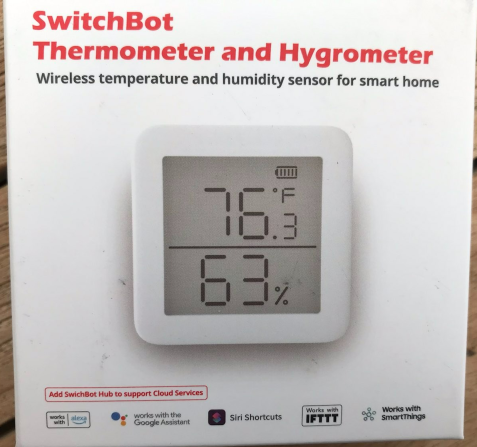 SwitchBot
Thermometer and Hygrometer
Wireless temperature and humidity sensor for smart home
76.3 °F
63%
Add SwichBot Hub to support Cloud Services
works with alexa
works with the Google Assistant
Siri Shortcuts
Works with IFTTT
Works with SmartThings